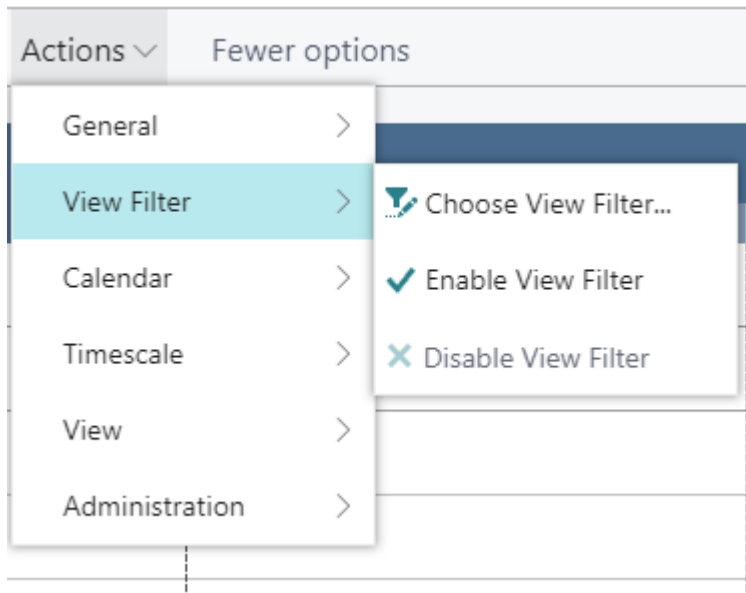 Actions Fewer options
General
View Filter
Choose View Filter...
Calendar
Enable View Filter
Timescale
Disable View Filter
View
Administration